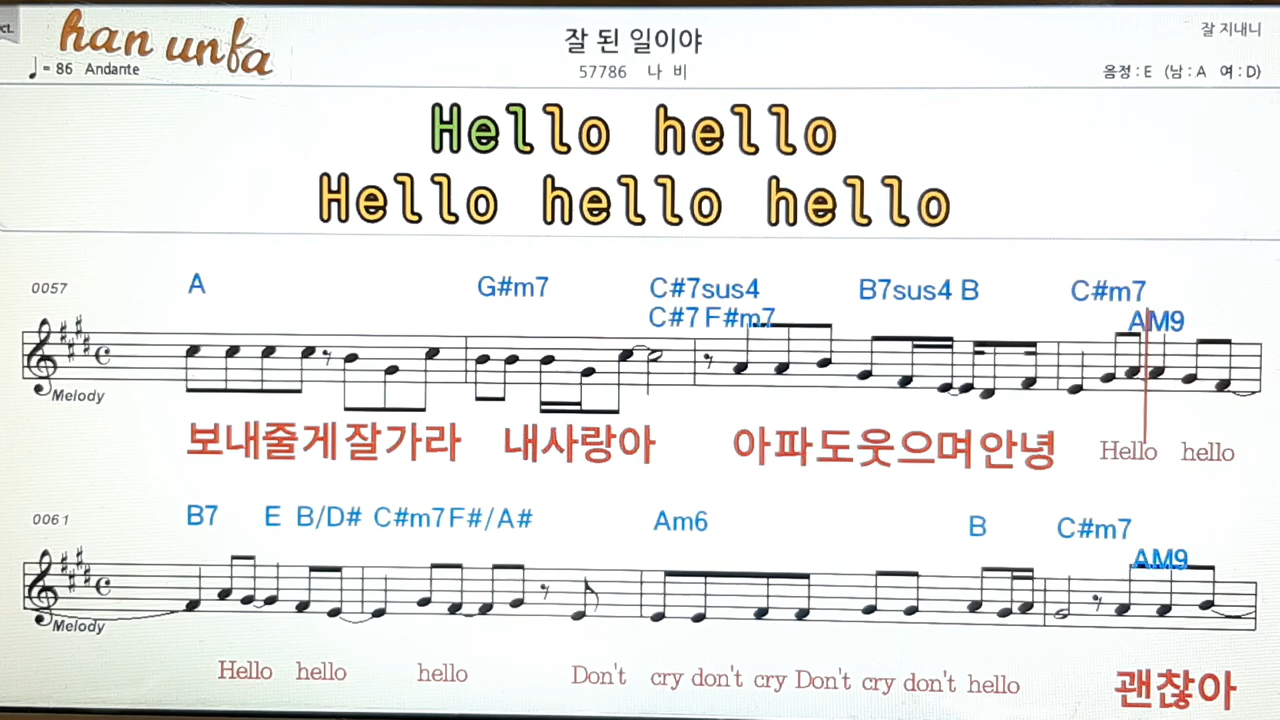 CL
han unfa
잘 된 일이야
잘 지내니
♩= 86 Andante
57786 나 비
음정 : E (남 : A 여 : D)
Hello hello
Hello hello hello
0057
A G#m7 C#7sus4 B7sus4 B C#m7
C#7 F#m7 AM9
Melody
보내줄게잘가라 내사랑아 아파도웃으며안녕 Hello hello
0061
B7 E B/D# C#m7 F#/A# Am6 B C#m7
AM9
Melody
Hello hello hello Don't cry don't cry Don't cry don't hello 괜찮아